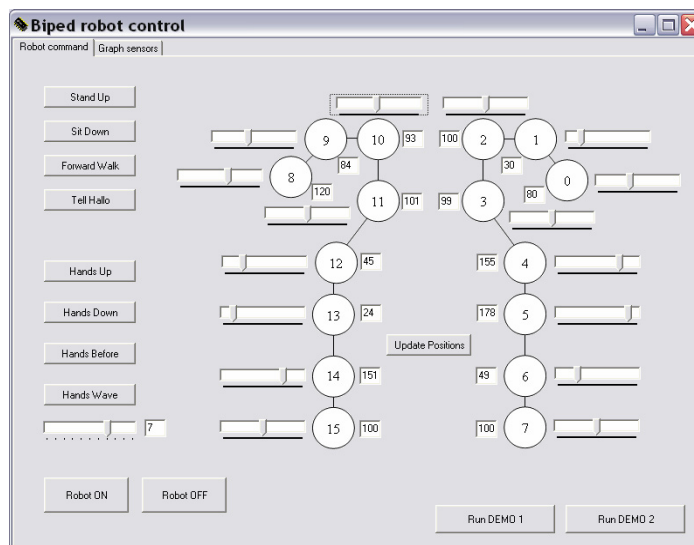 Biped robot control
Robot command Graph sensors
Stand Up
Sit Down
Forward Walk
Tell Hallo
Hands Up
Hands Down
Hands Before
Hands Wave
7
Robot ON Robot OFF
9 10 93 100 2 1
84 30
8 120 80 0
11 101 99 3
12 45 155 4
13 24 178 5
Update Positions
14 151 49 6
15 100 100 7
Run DEMO 1 Run DEMO 2